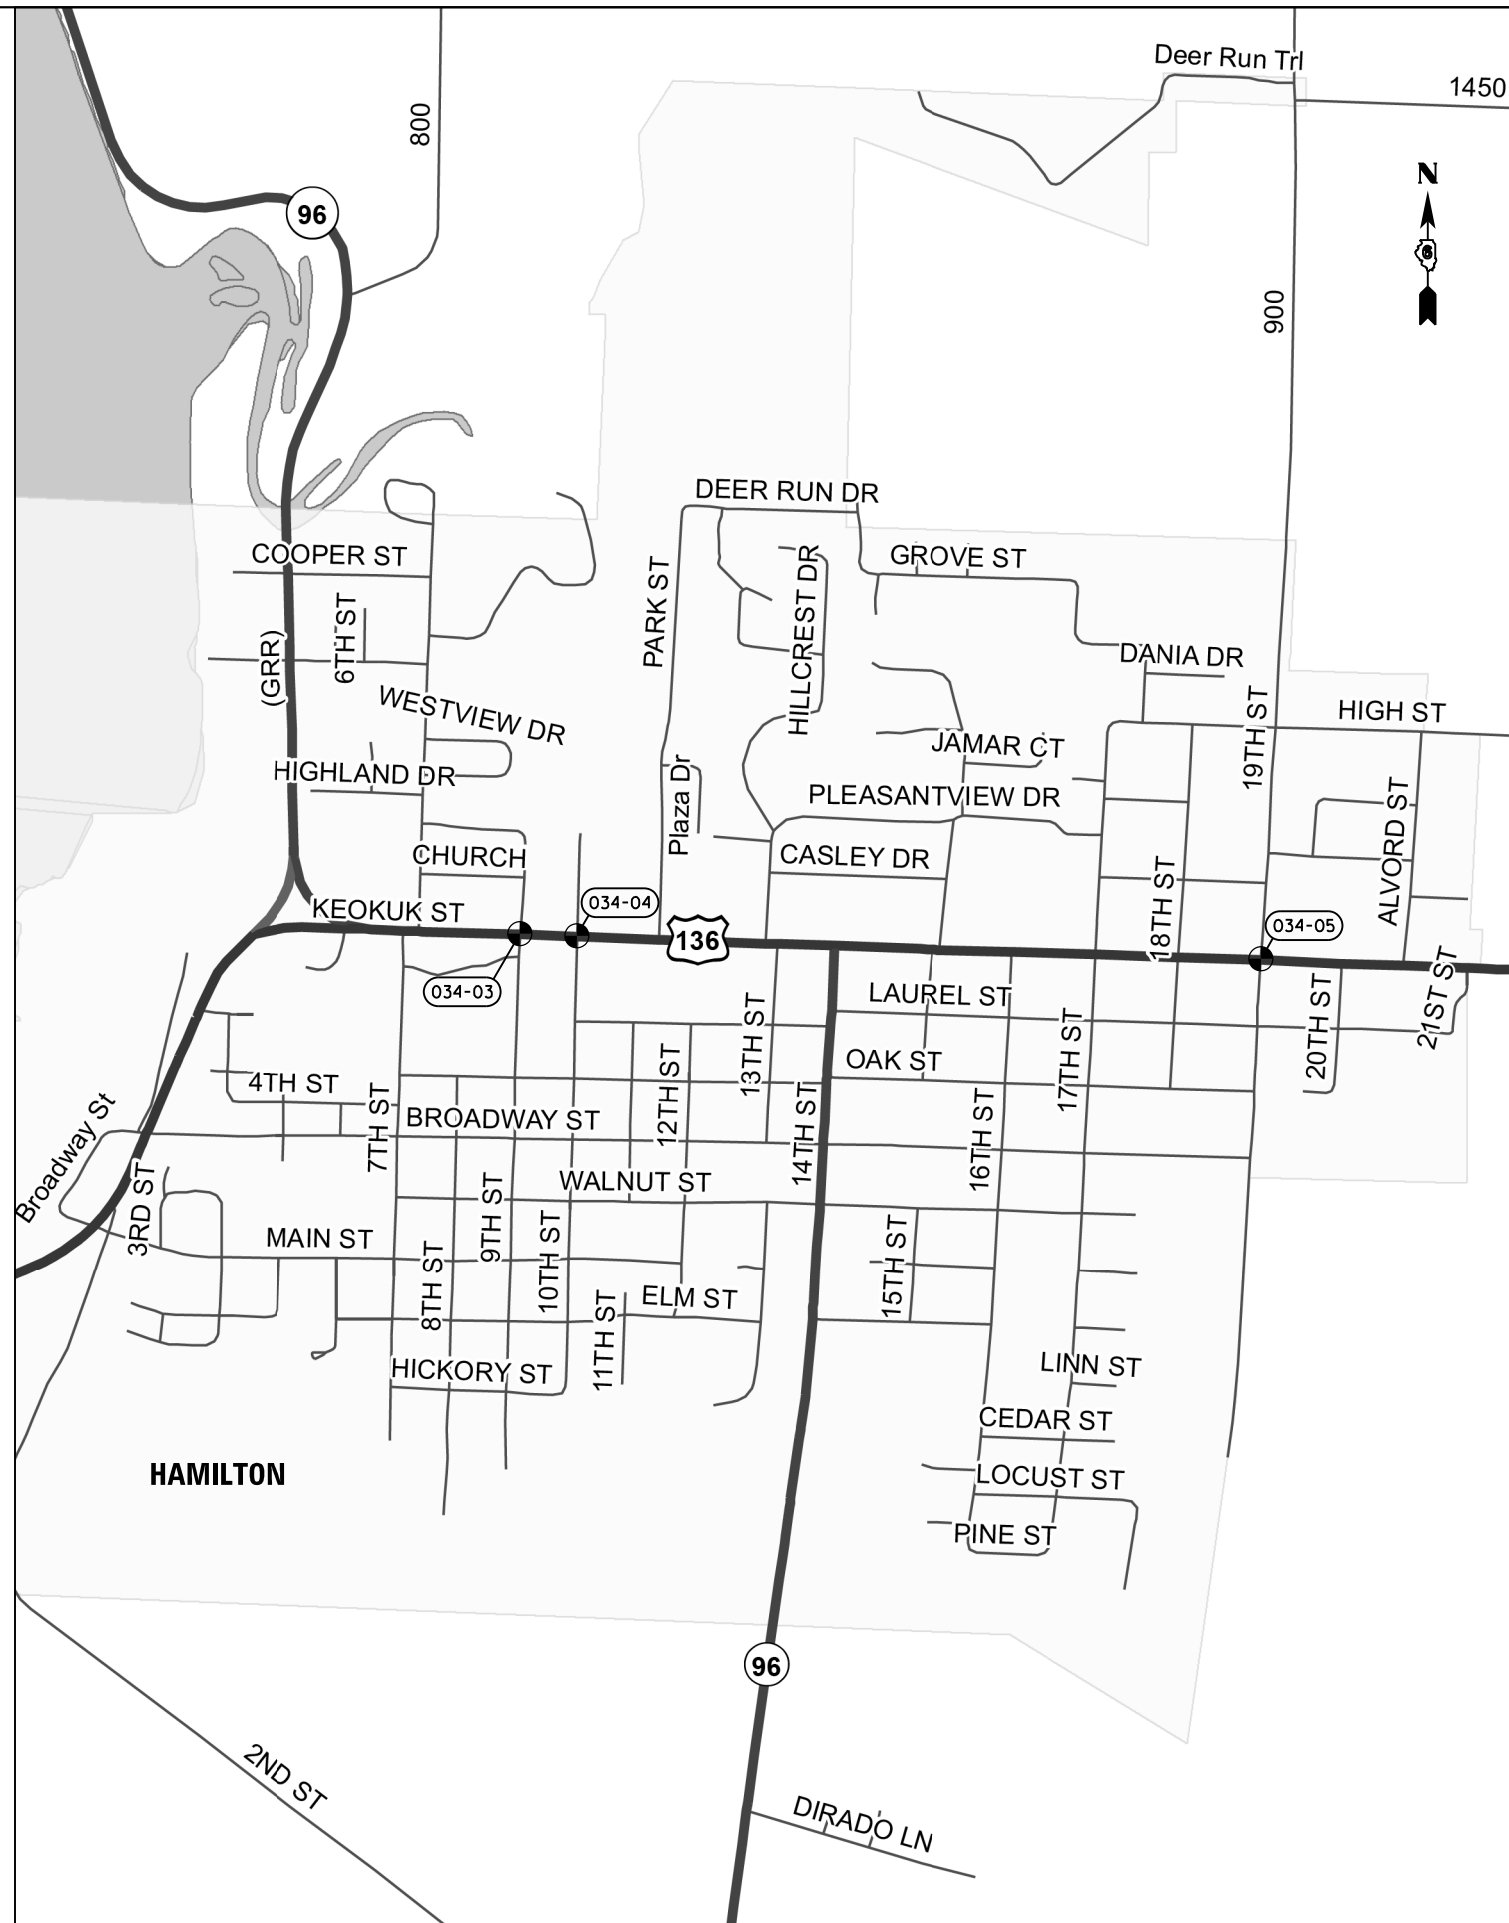 Deer Run Trl
1450
800
N
96
6
900
DEER RUN DR
COOPER ST
GROVE ST
PARK ST
HILLCREST DR
6TH ST
(GRR)
DANIA DR
WESTVIEW DR
HIGH ST
19TH ST
JAMAR CT
HIGHLAND DR
Plaza Dr
PLEASANTVIEW DR
ALVORD ST
CHURCH
CASLEY DR
18TH ST
KEOKUK ST
034-04
136
034-05
034-03
LAUREL ST
21ST ST
20TH ST
13TH ST
17TH ST
12TH ST
OAK ST
4TH ST
14TH ST
16TH ST
7TH ST
BROADWAY ST
Broadway St
WALNUT ST
3RD ST
9TH ST
MAIN ST
10TH ST
15TH ST
8TH ST
11TH ST
ELM ST
HICKORY ST
LINN ST
CEDAR ST
HAMILTON
LOCUST ST
PINE ST
96
2ND ST
DIRADO LN